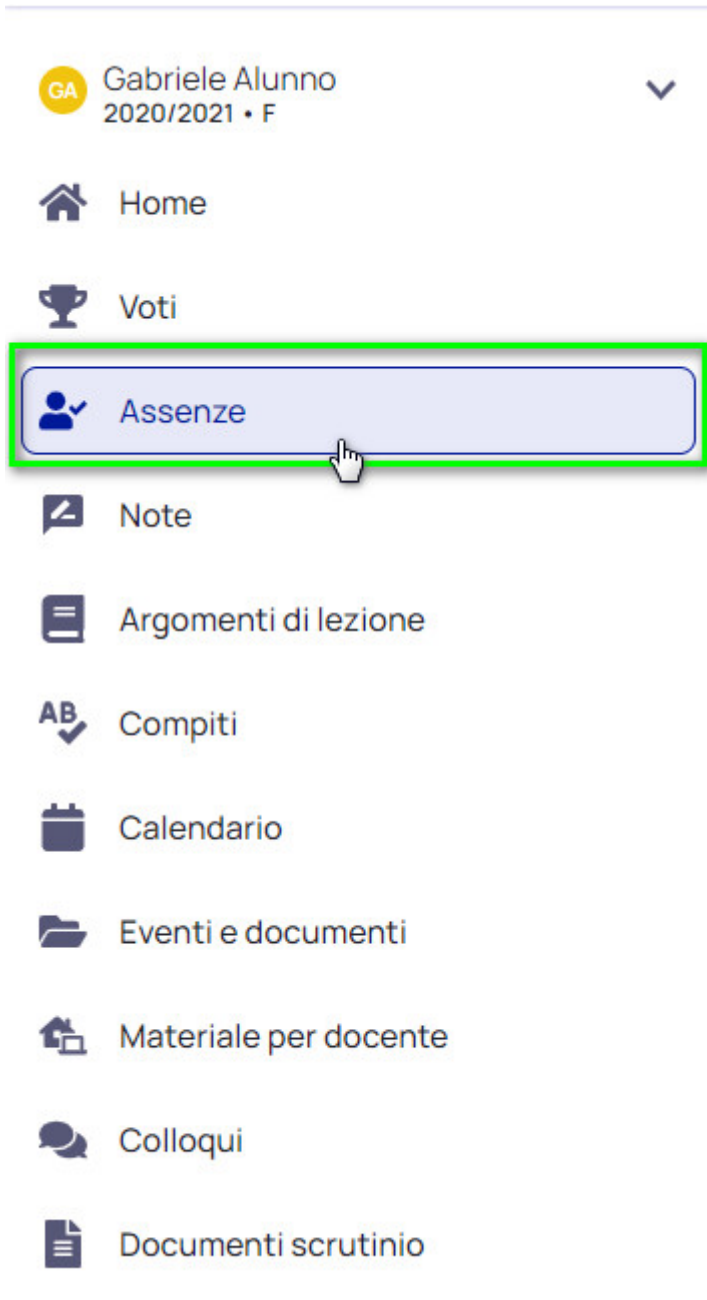 GA
Gabriele Alunno
2020/2021 • F
Home
Voti
Assenze
Note
Argomenti di lezione
AB
Compiti
Calendario
Eventi e documenti
Materiale per docente
Colloqui
Documenti scrutinio